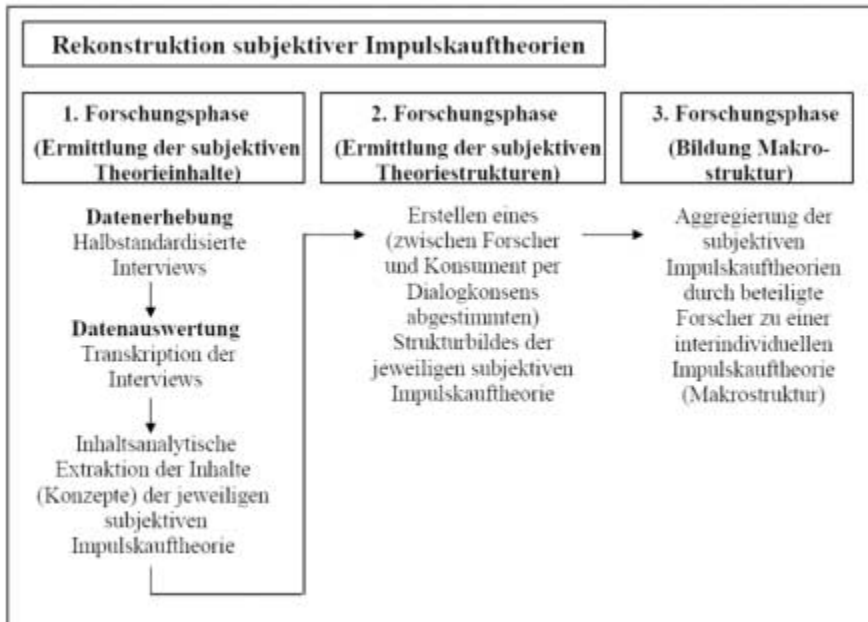 Rekonstruktion subjektiver Impulskauftheorien
1. Forschungsphase
(Ermittlung der subjektiven
Theorieinhalte)
Datenerhebung
Halbstandardisierte
Interviews
Datenauswertung
Transkription der
Interviews
Inhaltsanalytische
Extraktion der Inhalte
(Konzepte) der jeweiligen
subjektiven
Impulskauftheorie
2. Forschungsphase
(Ermittlung der subjektiven
Theoriestrukturen)
Erstellen eines
(zwischen Forscher
und Konsument per
Dialogkonsens
abgestimmten)
Strukturbildes der
jeweiligen subjektiven
Impulskauftheorie
3. Forschungsphase
(Bildung Makro-
struktur)
Aggregierung der
subjektiven
Impulskauftheorien
durch beteiligte
Forscher zu einer
interindividuellen
Impulskauftheorie
(Makrostruktur)